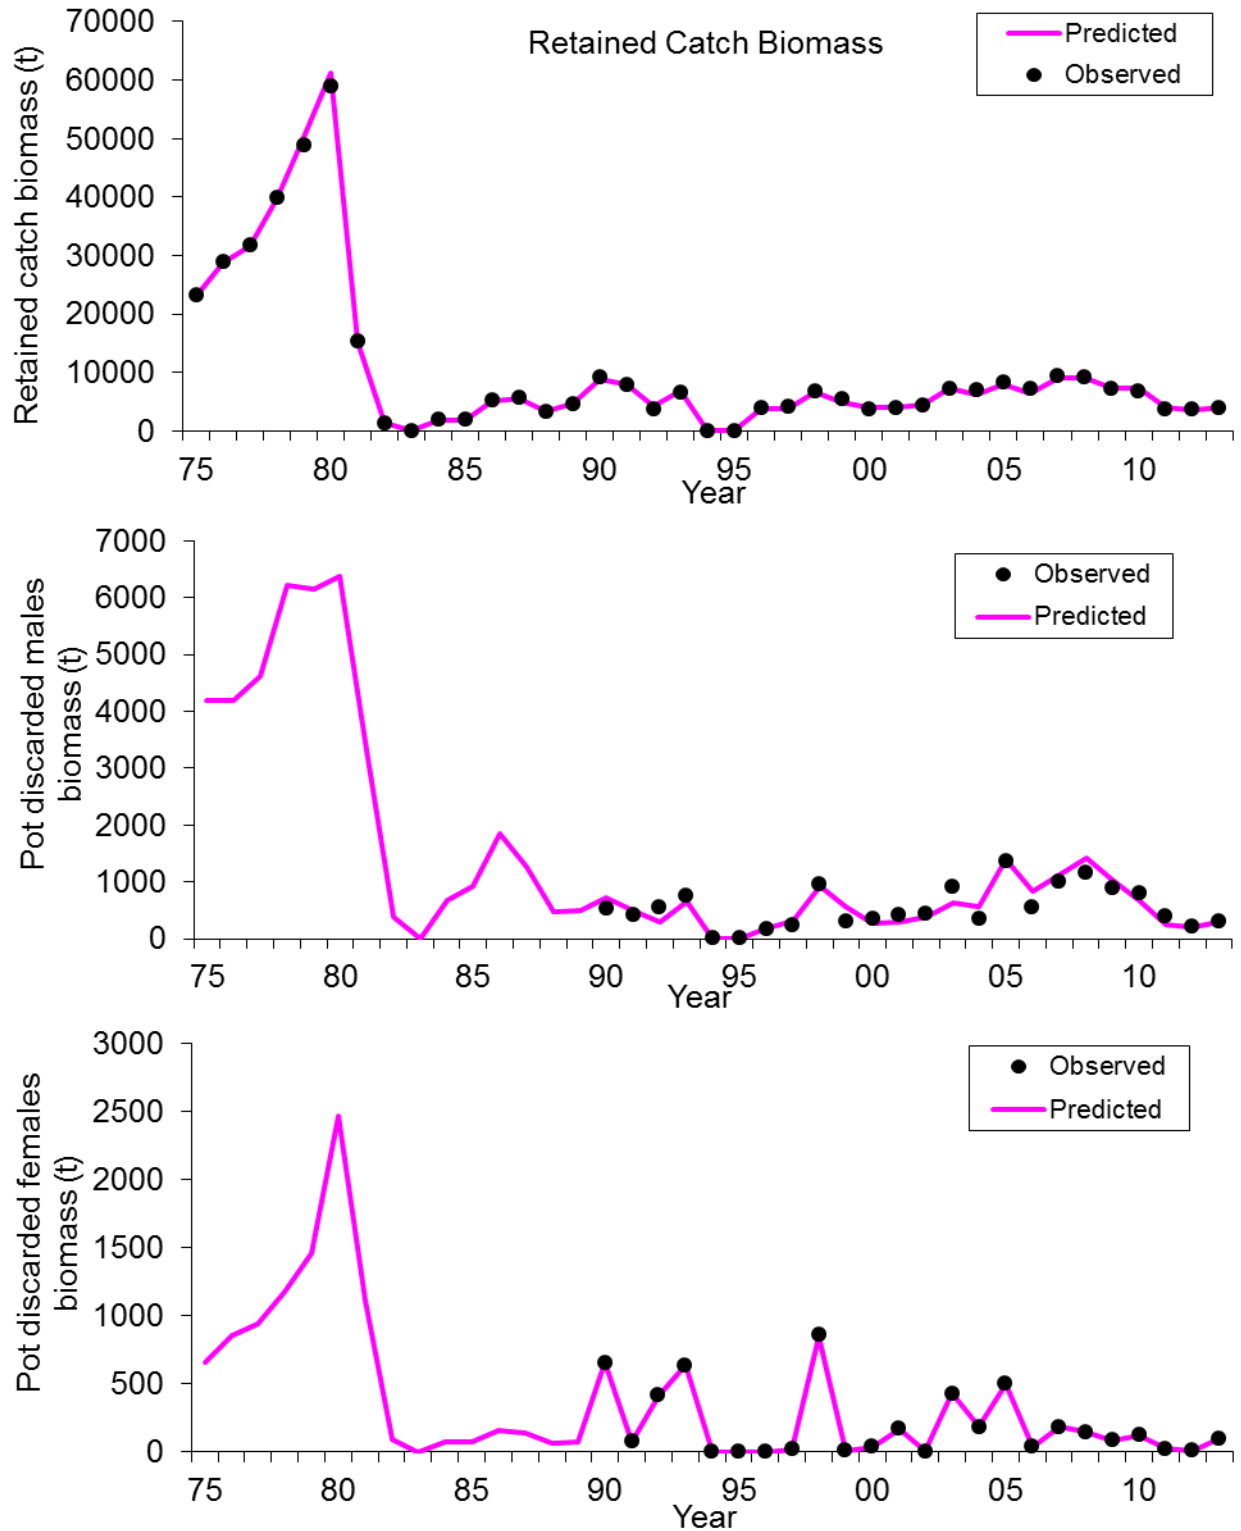 Retained Catch Biomass
Predicted
Observed
Retained catch biomass (t)
70000
60000
50000
40000
30000
20000
10000
0
75 80 85 90 95 00 05 10
Year
Observed
Predicted
Pot discarded males
biomass (t)
7000
6000
5000
4000
3000
2000
1000
0
75 80 85 90 95 00 05 10
Year
Observed
Predicted
Pot discarded females
biomass (t)
3000
2500
2000
1500
1000
500
0
75 80 85 90 95 00 05 10
Year